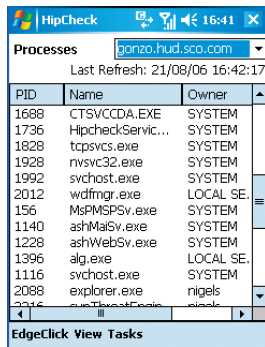 HipCheck 16:41
Processes gonzo.hud.sco.com
Last Refresh: 21/08/06 16:42:17
PID Name Owner
1688 CTSVCCDA.EXE SYSTEM
1736 HipcheckServic... SYSTEM
1828 tcpsvcs.exe SYSTEM
1928 nvsvc32.exe SYSTEM
1992 svchost.exe SYSTEM
2012 wdfmgr.exe LOCAL SE.
156 MsPMSPSv.exe SYSTEM
1140 ashMaiSv.exe SYSTEM
1228 ashWebSv.exe SYSTEM
1396 alg.exe LOCAL SE.
1116 svchost.exe SYSTEM
2088 explorer.exe nigels
nigels
EdgeClick View Tasks